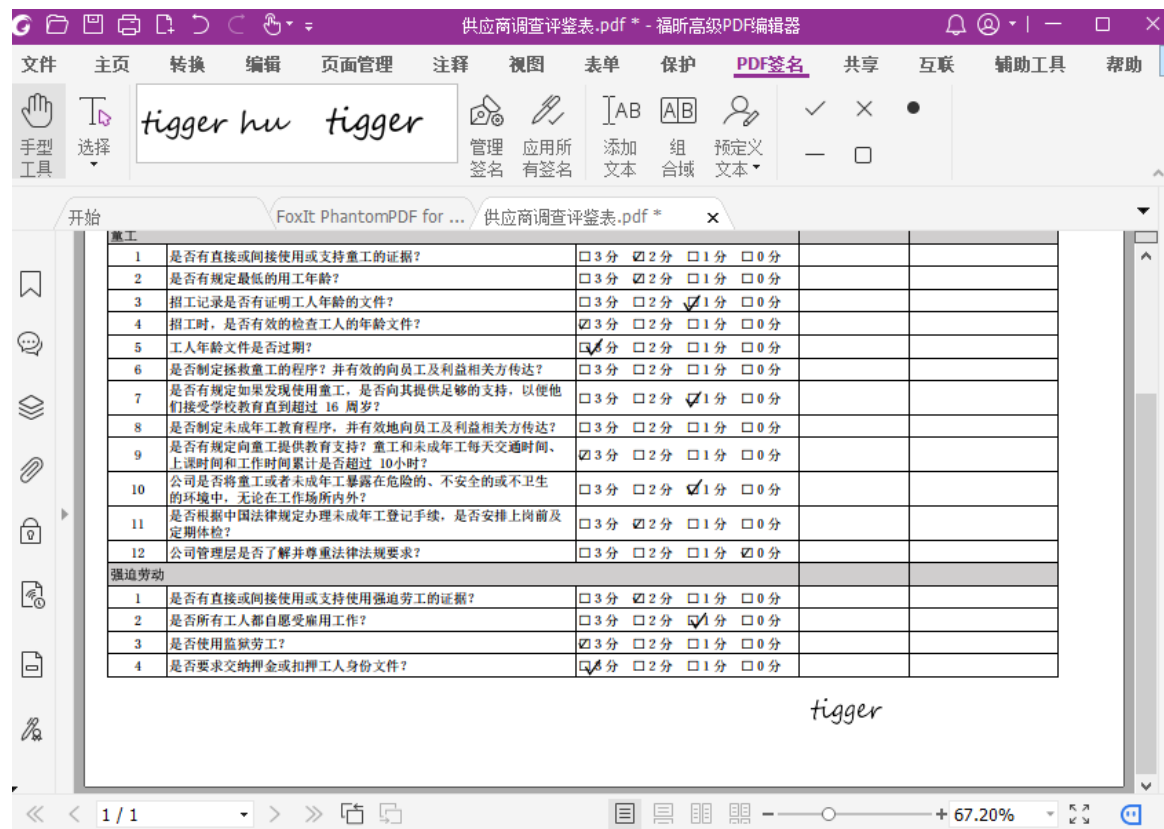 供应商调查评鉴表.pdf * - 福昕高级PDF编辑器
文件 主页 转换 编辑 页面管理 注释 视图 表单 保护 PDF签名 共享 互联 辅助工具 帮助
手型工具 选择 tigger hu tigger 管理签名 应用所有签名 添加文本 组合域 预定义文本
开始 FoxIt PhantomPDF for ... 供应商调查评鉴表.pdf * ×
童工
1 是否有直接或间接使用或支持童工的证据? □3分 ☑2分 □1分 □0分
2 是否有规定最低的用工年龄? □3分 ☑2分 □1分 □0分
3 招工记录是否有证明工人年龄的文件? □3分 □2分 ☑1分 □0分
4 招工时，是否有效的检查工人的年龄文件? ☑3分 □2分 □1分 □0分
5 工人年龄文件是否过期? ☑3分 □2分 □1分 □0分
6 是否制定拯救童工的程序? 并有效的向员工及利益相关方传达? □3分 □2分 □1分 □0分
7 是否有规定如果发现使用童工，是否向其提供足够的支持，以便他
们接受学校教育直到超过 16 周岁? □3分 □2分 ☑1分 □0分
8 是否制定未成年工教育程序，并有效地向员工及利益相关方传达? □3分 □2分 □1分 □0分
9 是否有规定向童工提供教育支持? 童工和未成年工每天交通时间、
上课时间和工作时间累计是否超过 10小时? ☑3分 □2分 □1分 □0分
10 公司是否将童工或者未成年工暴露在危险的、不安全的或不卫生
的环境中，无论在工作场所内外? □3分 □2分 ☑1分 □0分
11 是否根据中国法律规定办理未成年工登记手续，是否安排上岗前及
定期体检? □3分 ☑2分 □1分 □0分
12 公司管理层是否了解并尊重法律法规要求? □3分 □2分 □1分 ☑0分
强迫劳动
1 是否有直接或间接使用或支持使用强迫劳工的证据? □3分 ☑2分 □1分 □0分
2 是否所有工人都自愿受雇用工作? □3分 □2分 ☑1分 □0分
3 是否使用监狱劳工? ☑3分 □2分 □1分 □0分
4 是否要求交纳押金或扣押工人身份文件? ☑3分 □2分 □1分 □0分
tigger
1 / 1 67.20%